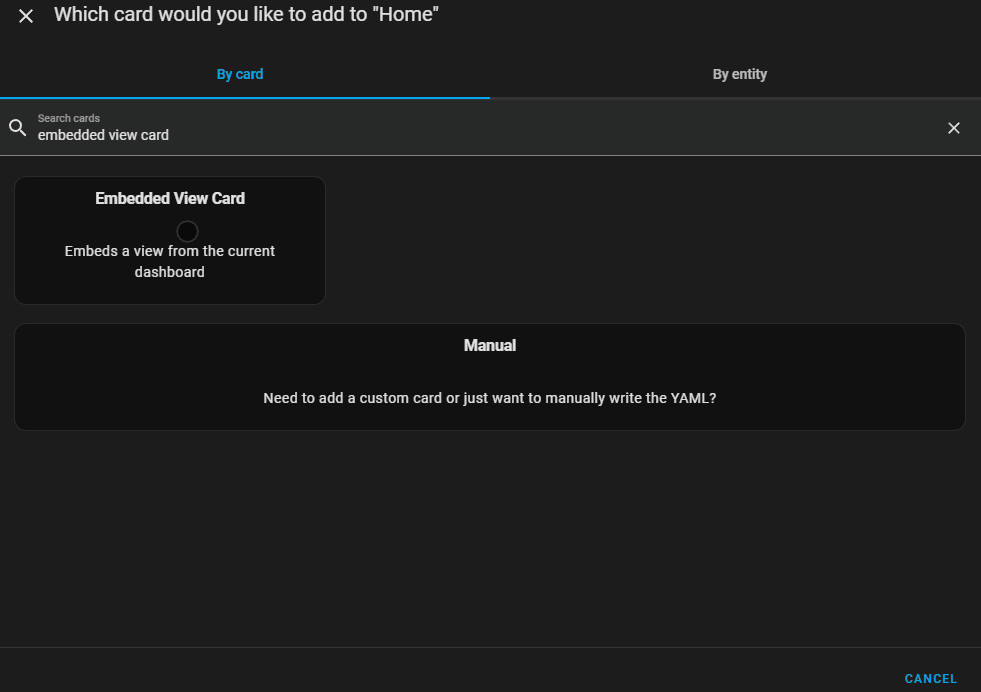 Which card would you like to add to "Home"
By card
By entity
Search cards
embedded view card
Embedded View Card
Embeds a view from the current
dashboard
Manual
Need to add a custom card or just want to manually write the YAML?
CANCEL